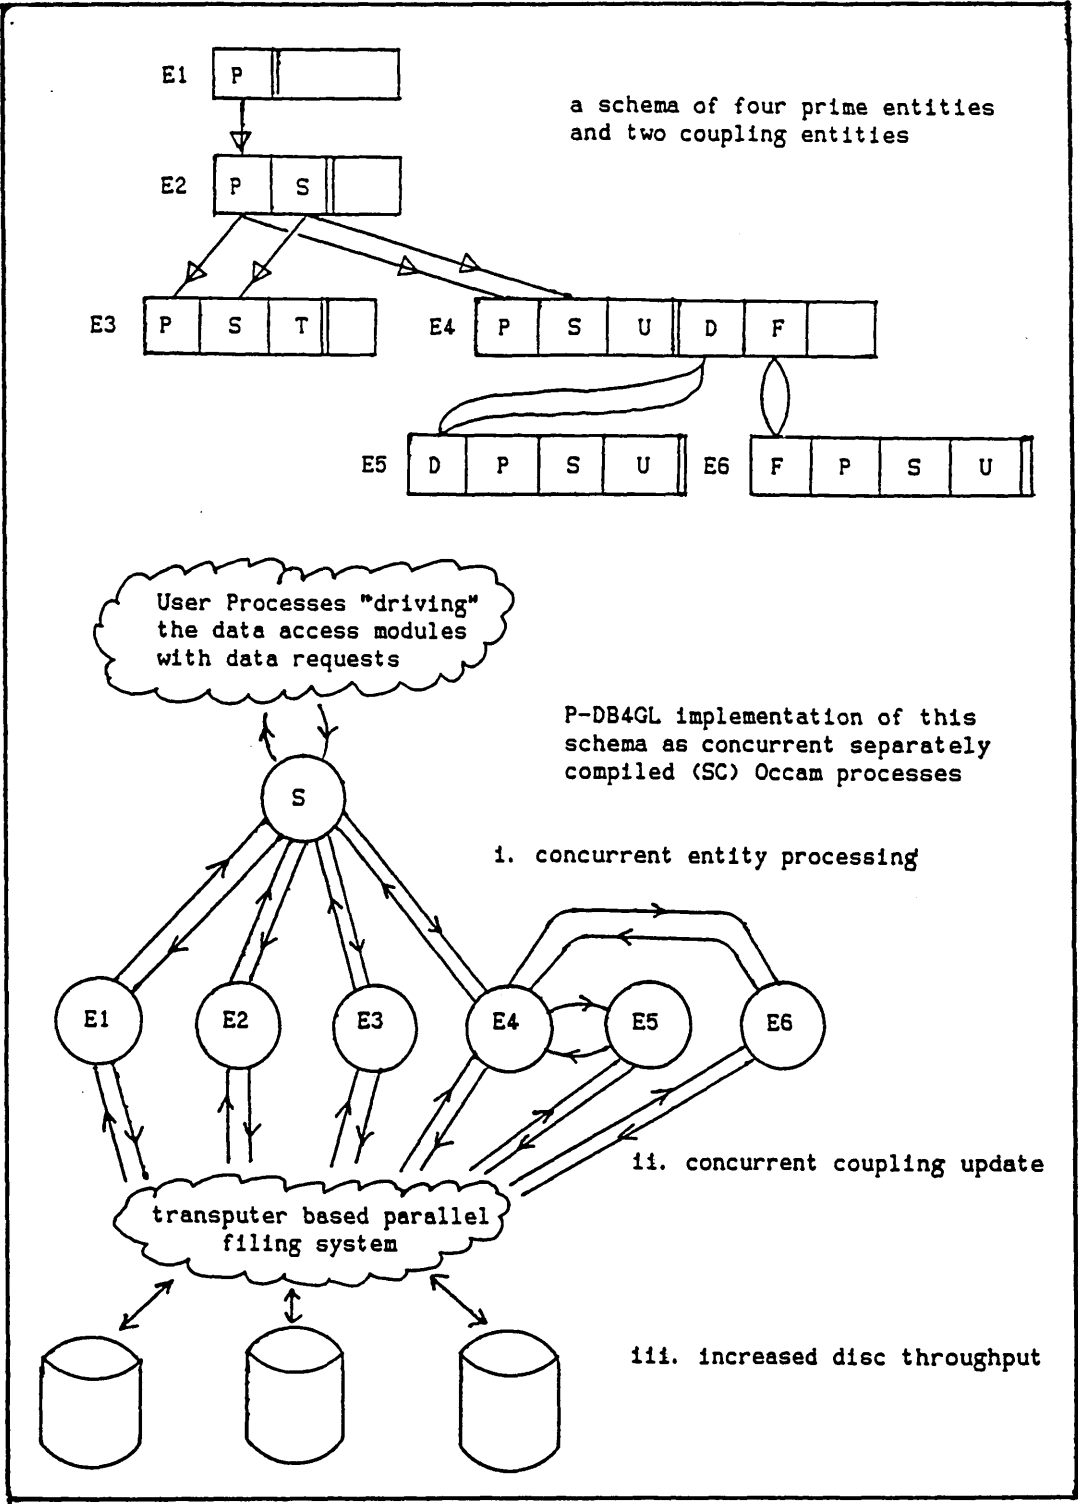 E1 P
a schema of four prime entities
and two coupling entities
E2 P S
E3 P S T
E4 P S U D F
E5 D P S U
E6 F P S U
User Processes "driving"
the data access modules
with data requests
P-DB4GL implementation of this
schema as concurrent separately
compiled (SC) Occam processes
S
i. concurrent entity processing
E1 E2 E3 E4 E5 E6
ii. concurrent coupling update
transputer based parallel
filing system
iii. increased disc throughput